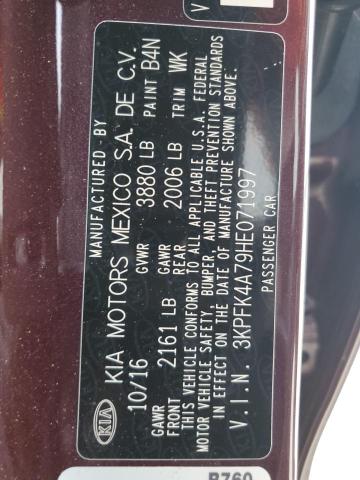 MANUFACTURED BY
KIA KIA MOTORS MEXICO S.A. DE C.V.
10/16 GVWR 3880 LB PAINT B4N
GAWR FRONT 2161 LB GAWR REAR 2006 LB TRIM WK
THIS VEHICLE CONFORMS TO ALL APPLICABLE U.S.A. FEDERAL
MOTOR VEHICLE SAFETY, BUMPER, AND THEFT PREVENTION STANDARDS
IN EFFECT ON THE DATE OF MANUFACTURE SHOWN ABOVE.
V.I.N. 3KPFK4A79HE071997
PASSENGER CAR
V
B760